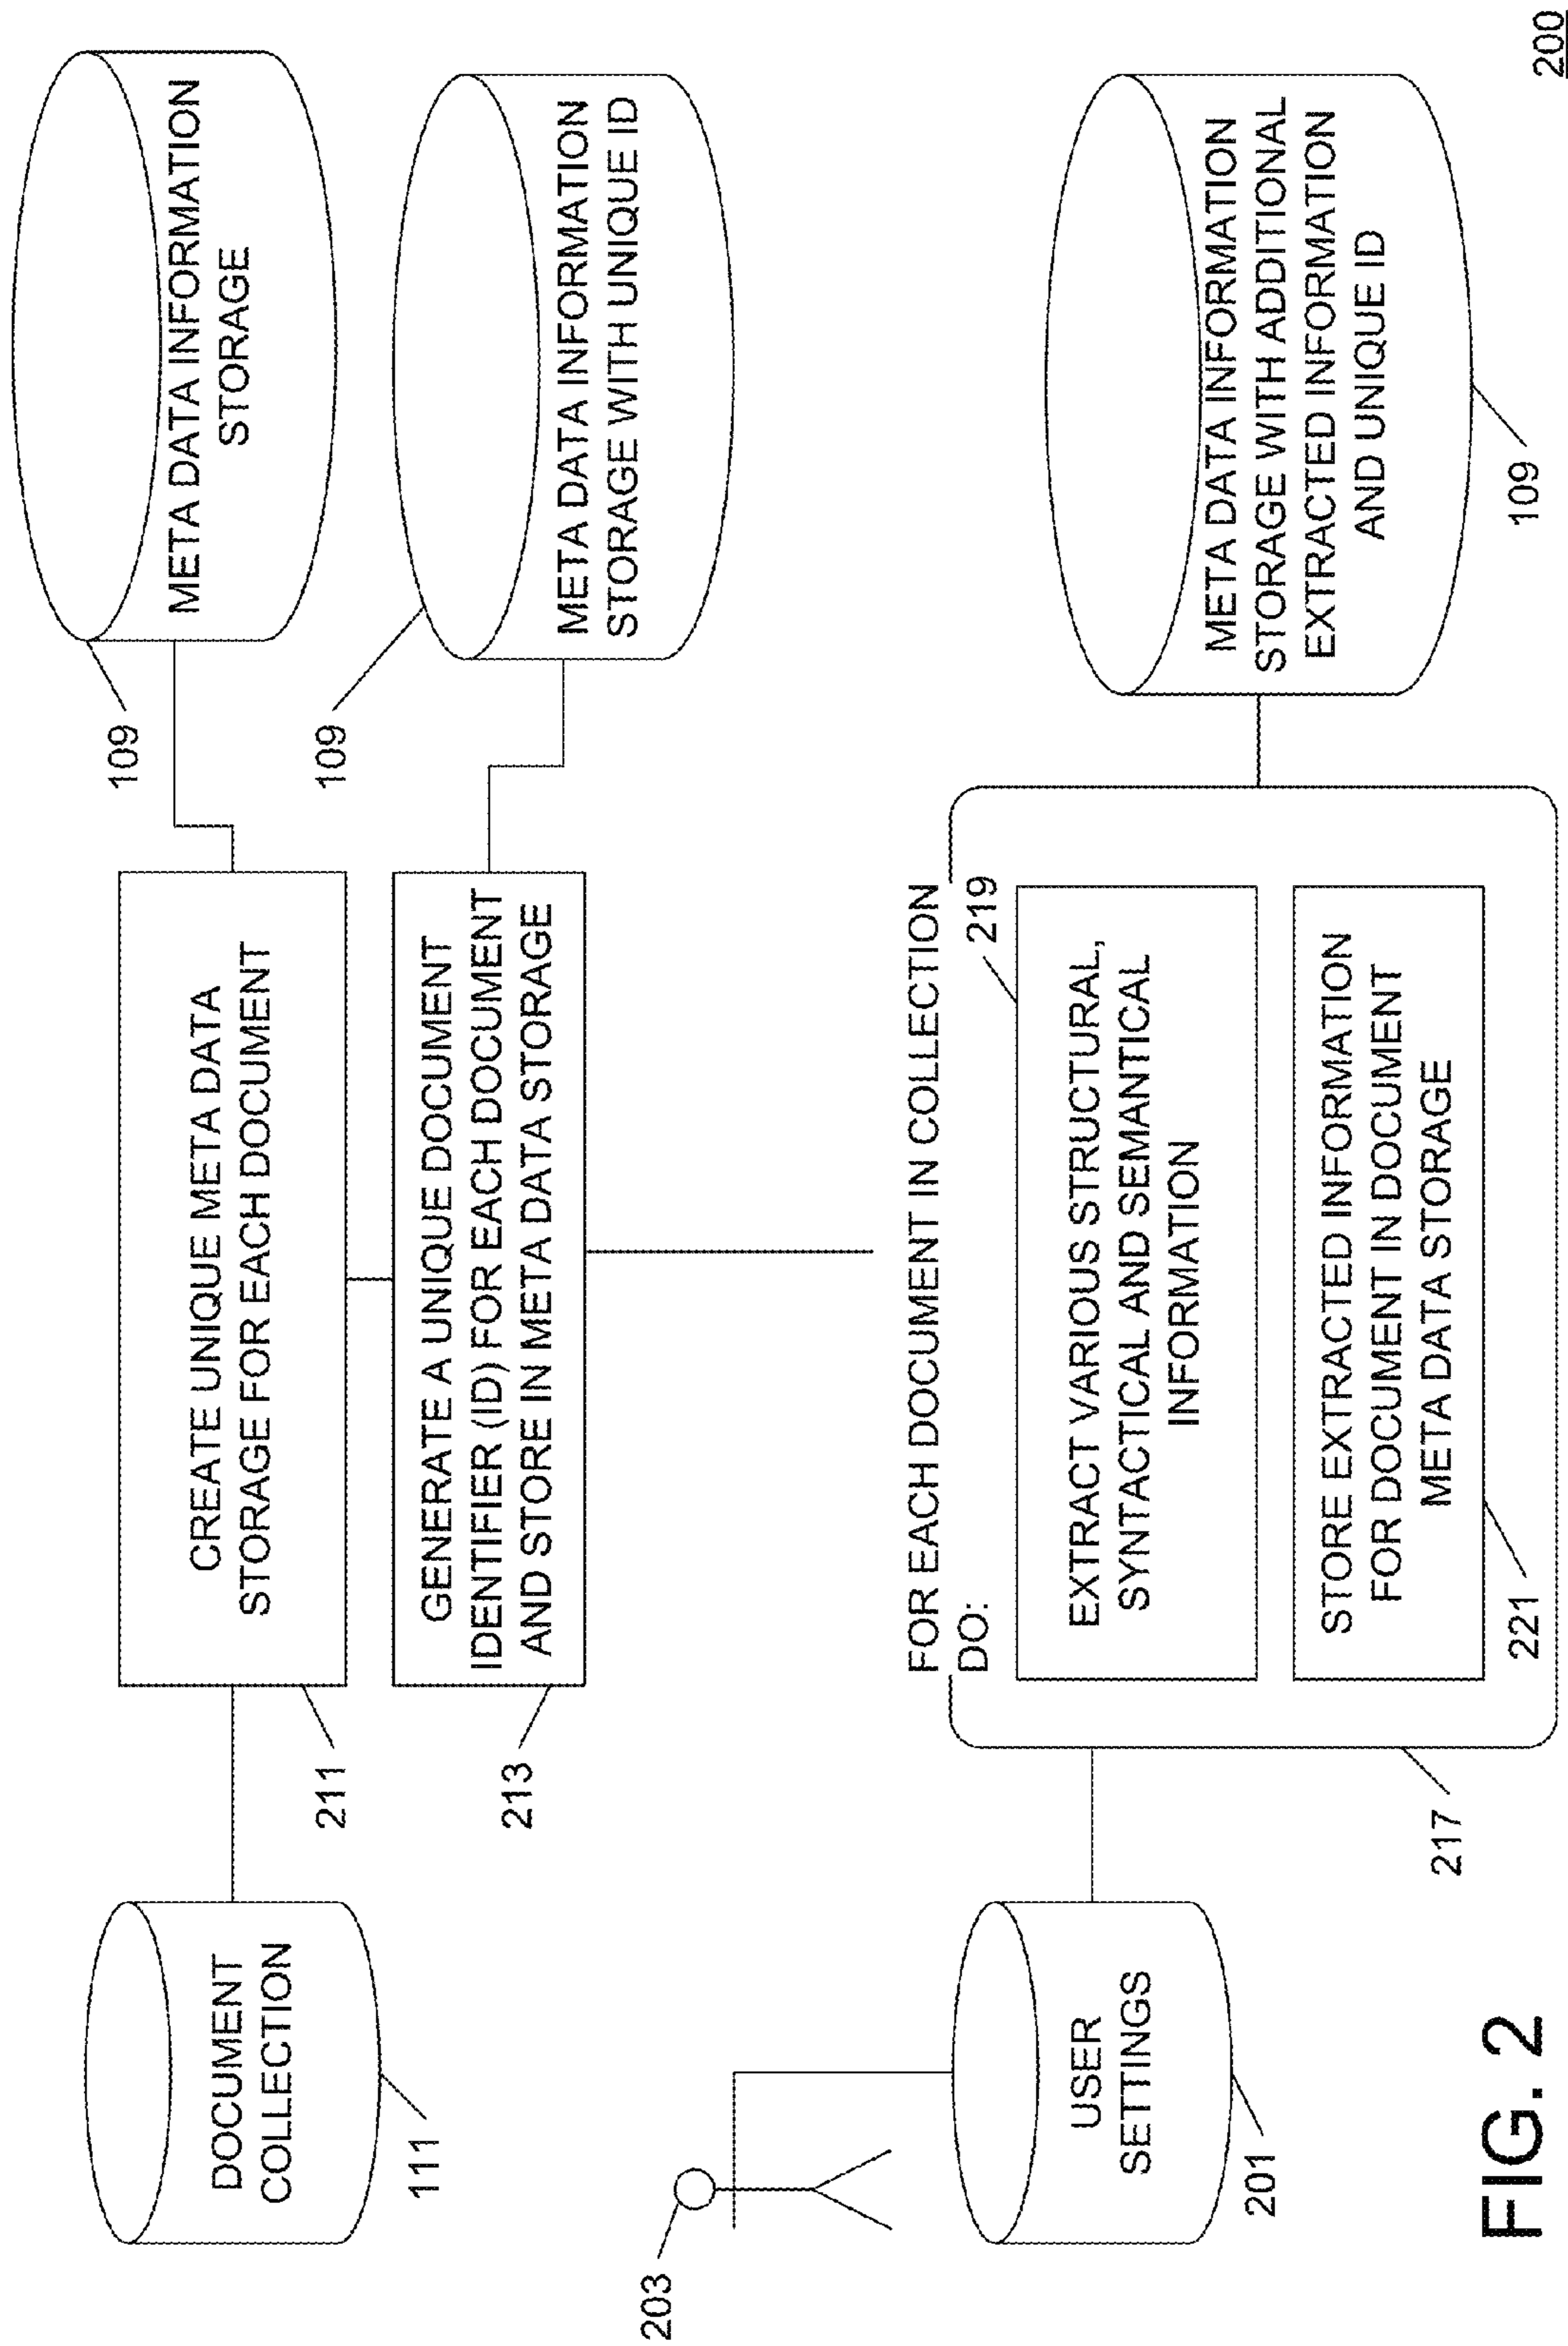 DOCUMENT
COLLECTION
111
CREATE UNIQUE META DATA
STORAGE FOR EACH DOCUMENT
211
META DATA INFORMATION
STORAGE
109
GENERATE A UNIQUE DOCUMENT
IDENTIFIER (ID) FOR EACH DOCUMENT
AND STORE IN META DATA STORAGE
213
META DATA INFORMATION
STORAGE WITH UNIQUE ID
109
203
USER
SETTINGS
201
FOR EACH DOCUMENT IN COLLECTION
DO:
219
EXTRACT VARIOUS STRUCTURAL,
SYNTACTICAL AND SEMANTICAL
INFORMATION
STORE EXTRACTED INFORMATION
FOR DOCUMENT IN DOCUMENT
META DATA STORAGE
221
217
META DATA INFORMATION
STORAGE WITH ADDITIONAL
EXTRACTED INFORMATION
AND UNIQUE ID
109
FIG. 2
200